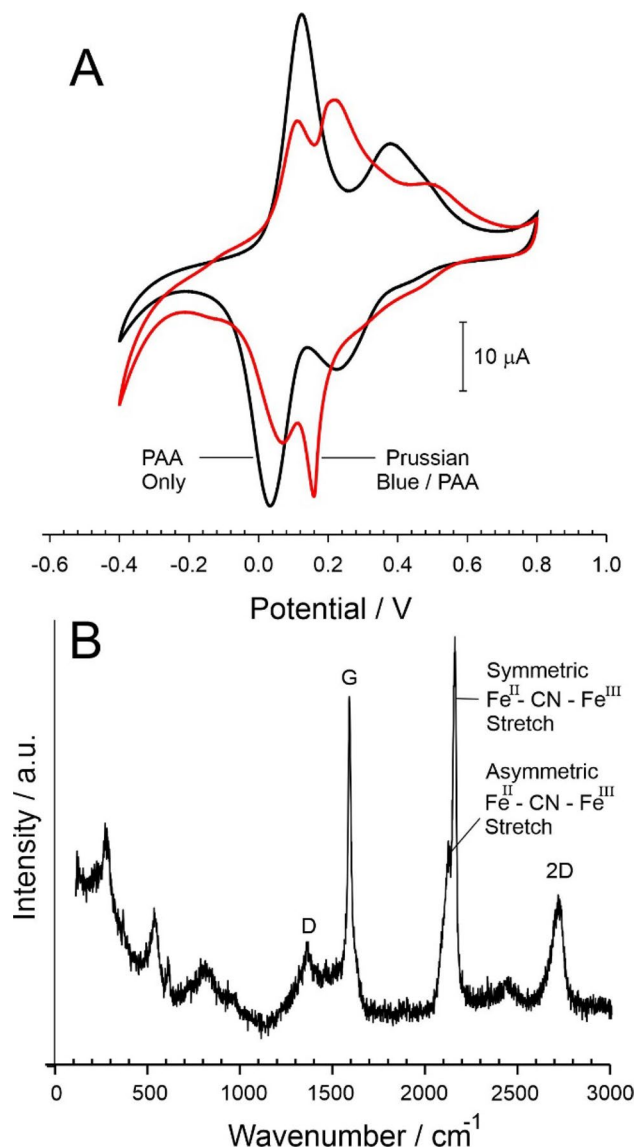 A
10 μA
PAA
Only
Prussian
Blue / PAA
-0.6 -0.4 -0.2 0.0 0.2 0.4 0.6 0.8 1.0
Potential / V
B
G
Symmetric
Fe^II - CN - Fe^III
Stretch
Asymmetric
Fe^II - CN - Fe^III
Stretch
2D
D
Intensity / a.u.
0 500 1000 1500 2000 2500 3000
Wavenumber / cm^-1